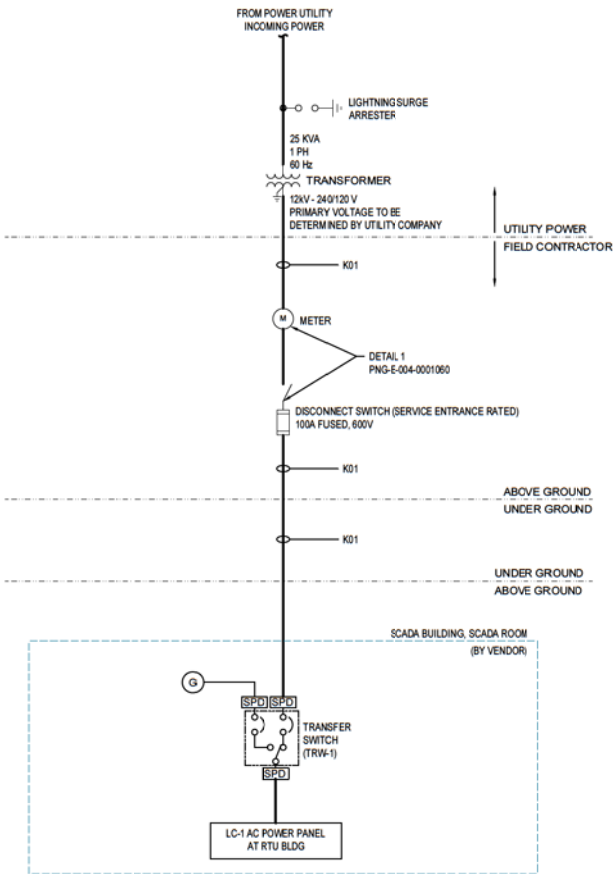 FROM POWER UTILITY
INCOMING POWER
LIGHTNING SURGE
ARRESTER
25 KVA
1 PH
60 Hz
TRANSFORMER
12kV - 240/120 V
PRIMARY VOLTAGE TO BE
DETERMINED BY UTILITY COMPANY
UTILITY POWER
FIELD CONTRACTOR
K01
M METER
DETAIL 1
PNG-E-004-0001060
DISCONNECT SWITCH (SERVICE ENTRANCE RATED)
100A FUSED, 600V
K01
ABOVE GROUND
UNDER GROUND
K01
UNDER GROUND
ABOVE GROUND
SCADA BUILDING, SCADA ROOM
(BY VENDOR)
G
SPD SPD
TRANSFER
SWITCH
(TRW-1)
SPD
LC-1 AC POWER PANEL
AT RTU BLDG